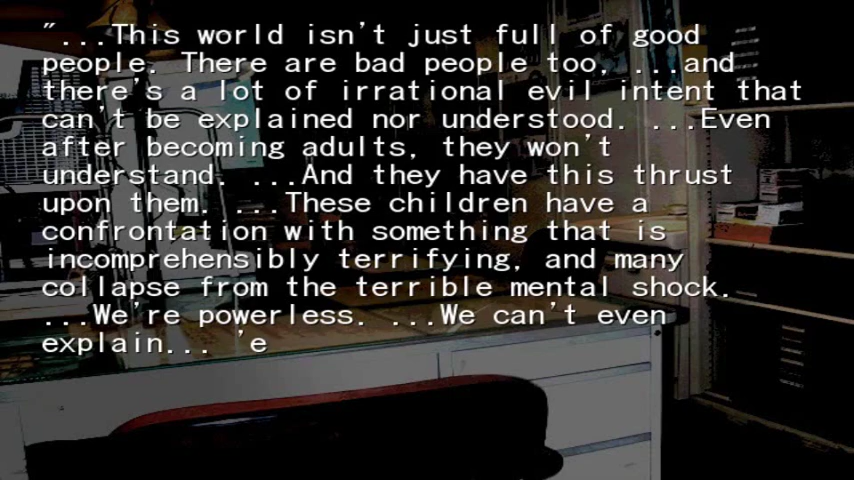 "...This world isn't just full of good
people. There are bad people too, ...and
there's a lot of irrational evil intent that
can't be explained nor understood. ...Even
after becoming adults, they won't
understand. ...And they have this thrust
upon them. ...These children have a
confrontation with something that is
incomprehensibly terrifying, and many
collapse from the terrible mental shock.
...We're powerless. ...We can't even
explain... 'e